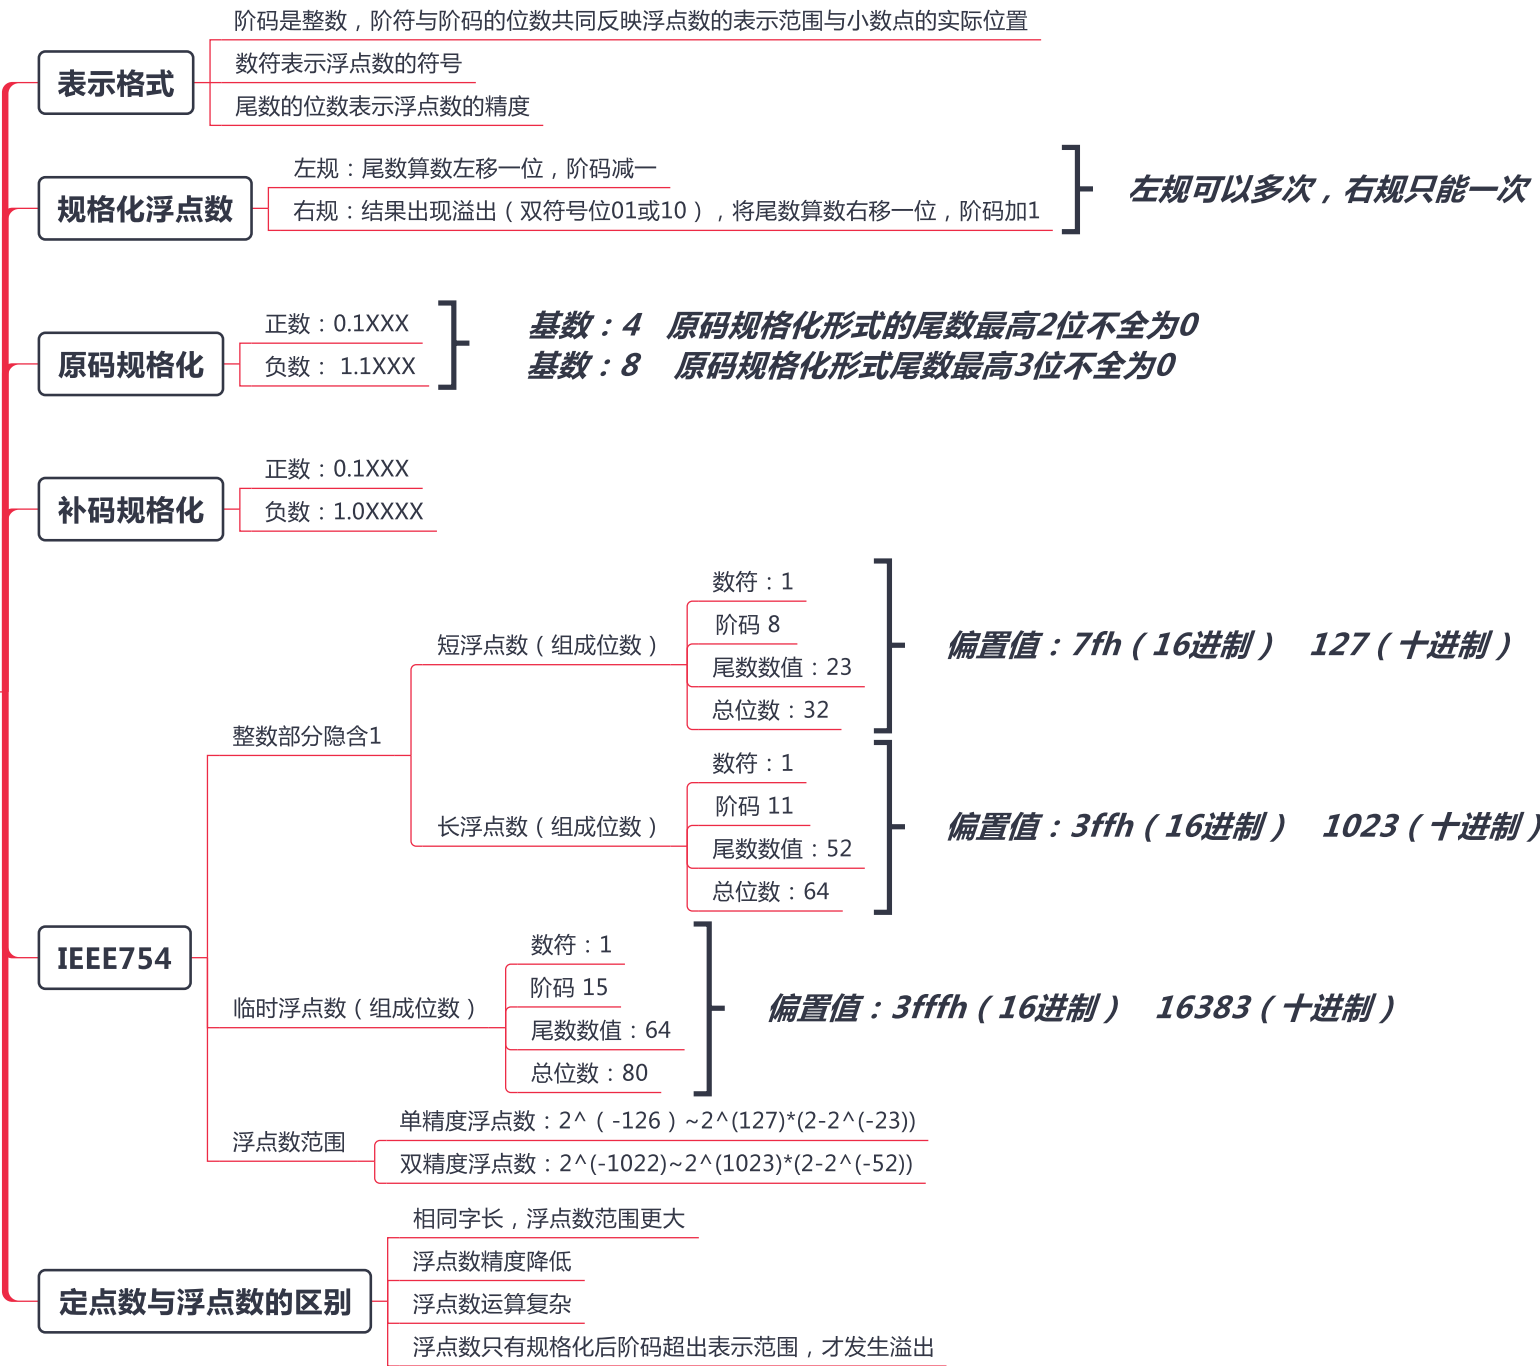 表示格式
阶码是整数，阶符与阶码的位数共同反映浮点数的表示范围与小数点的实际位置
数符表示浮点数的符号
尾数的位数表示浮点数的精度
规格化浮点数
左规：尾数算数左移一位，阶码减一
右规：结果出现溢出（双符号位01或10），将尾数算数右移一位，阶码加1
左规可以多次，右规只能一次
原码规格化
正数：0.1XXX
负数： 1.1XXX
基数：4 原码规格化形式的尾数最高2位不全为0
基数：8 原码规格化形式尾数最高3位不全为0
补码规格化
正数：0.1XXX
负数：1.0XXXX
IEEE754
整数部分隐含1
短浮点数（组成位数）
数符：1
阶码 8
尾数数值：23
总位数：32
偏置值：7fh（16进制） 127（十进制）
长浮点数（组成位数）
数符：1
阶码 11
尾数数值：52
总位数：64
偏置值：3ffh（16进制） 1023（十进制）
临时浮点数（组成位数）
数符：1
阶码 15
尾数数值：64
总位数：80
偏置值：3fffh（16进制） 16383（十进制）
浮点数范围
单精度浮点数：2^（-126）~2^(127)*(2-2^(-23))
双精度浮点数：2^(-1022)~2^(1023)*(2-2^(-52))
定点数与浮点数的区别
相同字长，浮点数范围更大
浮点数精度降低
浮点数运算复杂
浮点数只有规格化后阶码超出表示范围，才发生溢出